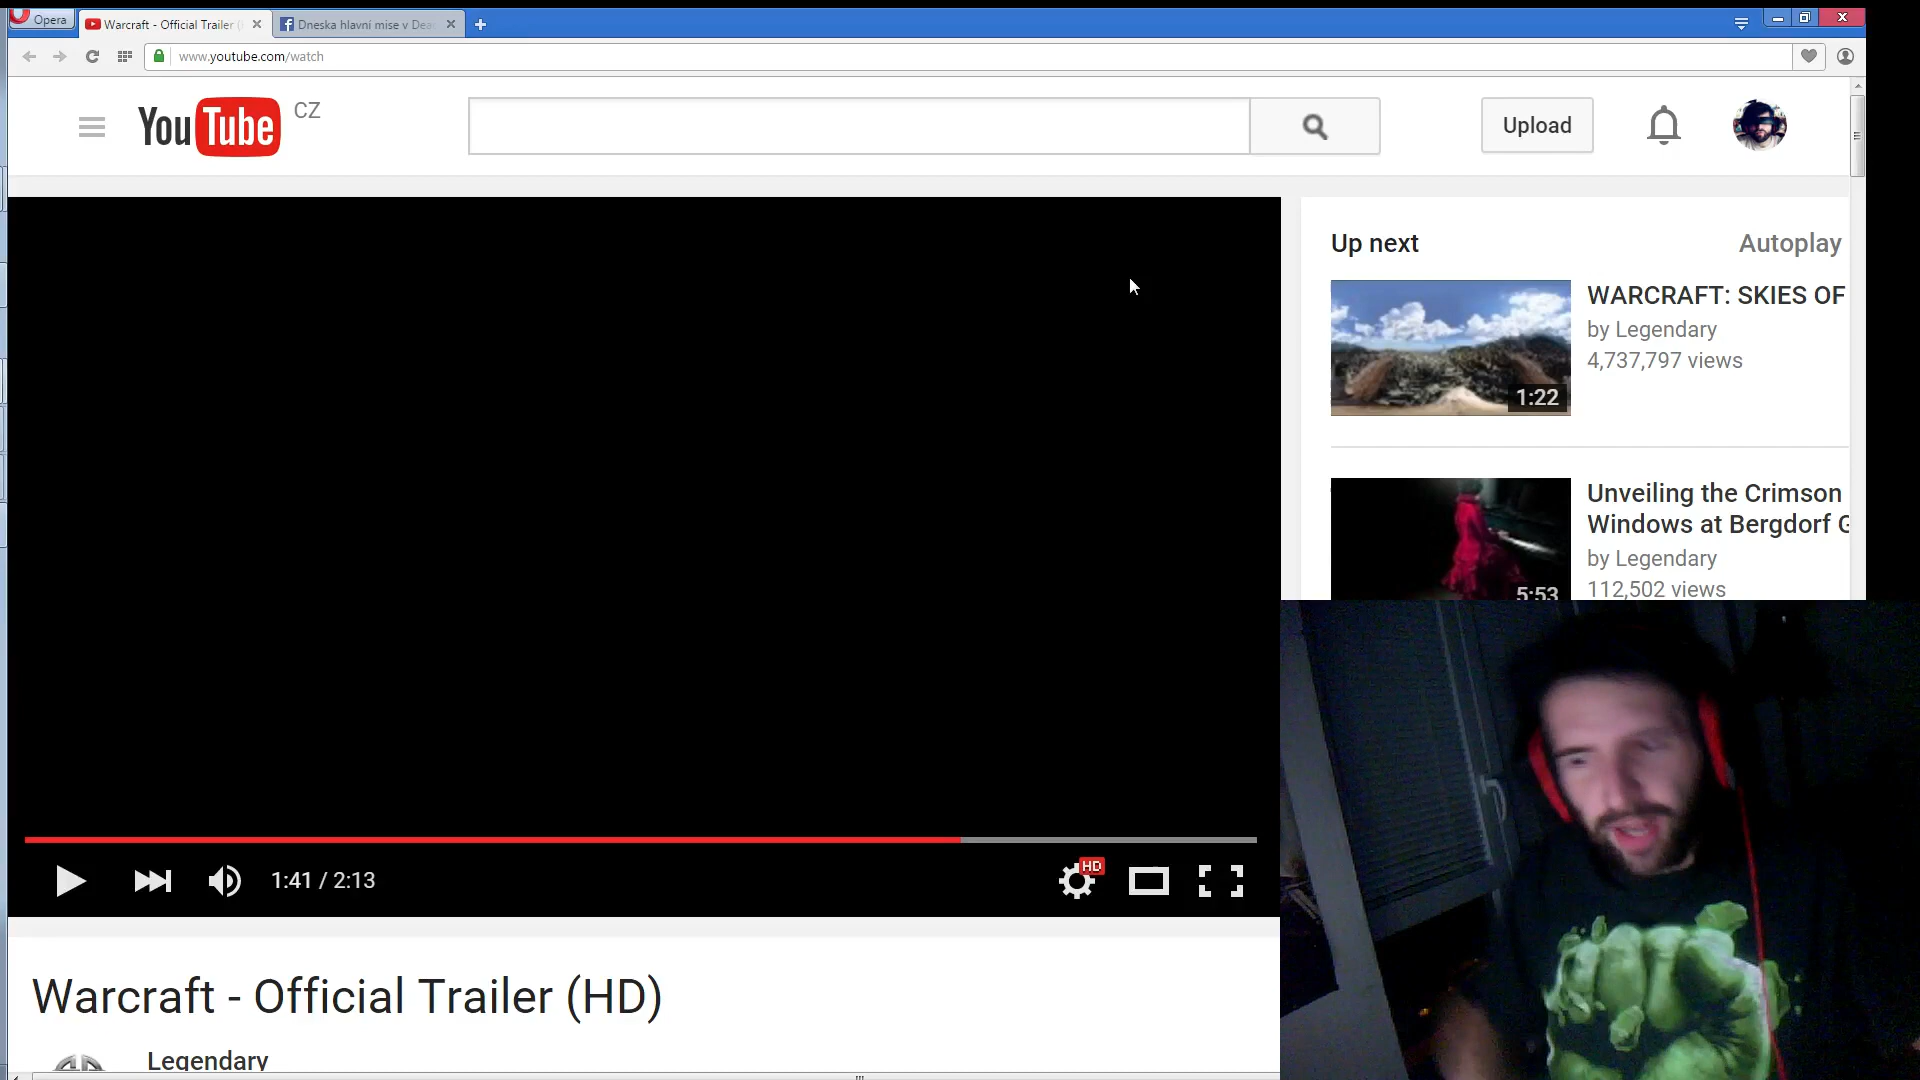 Opera
Warcraft - Official Trailer (
Dneska hlavní mise v Dea
www.youtube.com/watch
YouTube CZ
Upload
Up next
Autoplay
WARCRAFT: SKIES OF
by Legendary
4,737,797 views
1:22
Unveiling the Crimson
Windows at Bergdorf G
by Legendary
112,502 views
5:53
1:41 / 2:13
HD
Warcraft - Official Trailer (HD)
Legendary